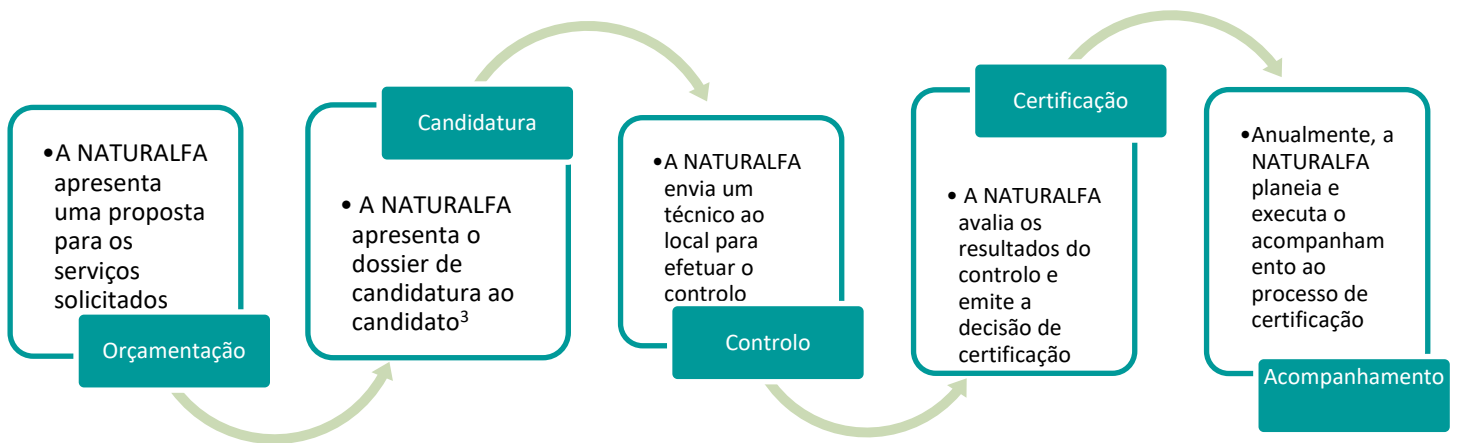 •A NATURALFA
apresenta
uma proposta
para os
serviços
solicitados
Orçamentação
Candidatura
• A NATURALFA
apresenta o
dossier de
candidatura ao
candidato³
•A NATURALFA
envia um
técnico ao
local para
efetuar o
controlo
Controlo
Certificação
• A NATURALFA
avalia os
resultados do
controlo e
emite a
decisão de
certificação
•Anualmente, a
NATURALFA
planeia e
executa o
acompanham
ento ao
processo de
certificação
Acompanhamento